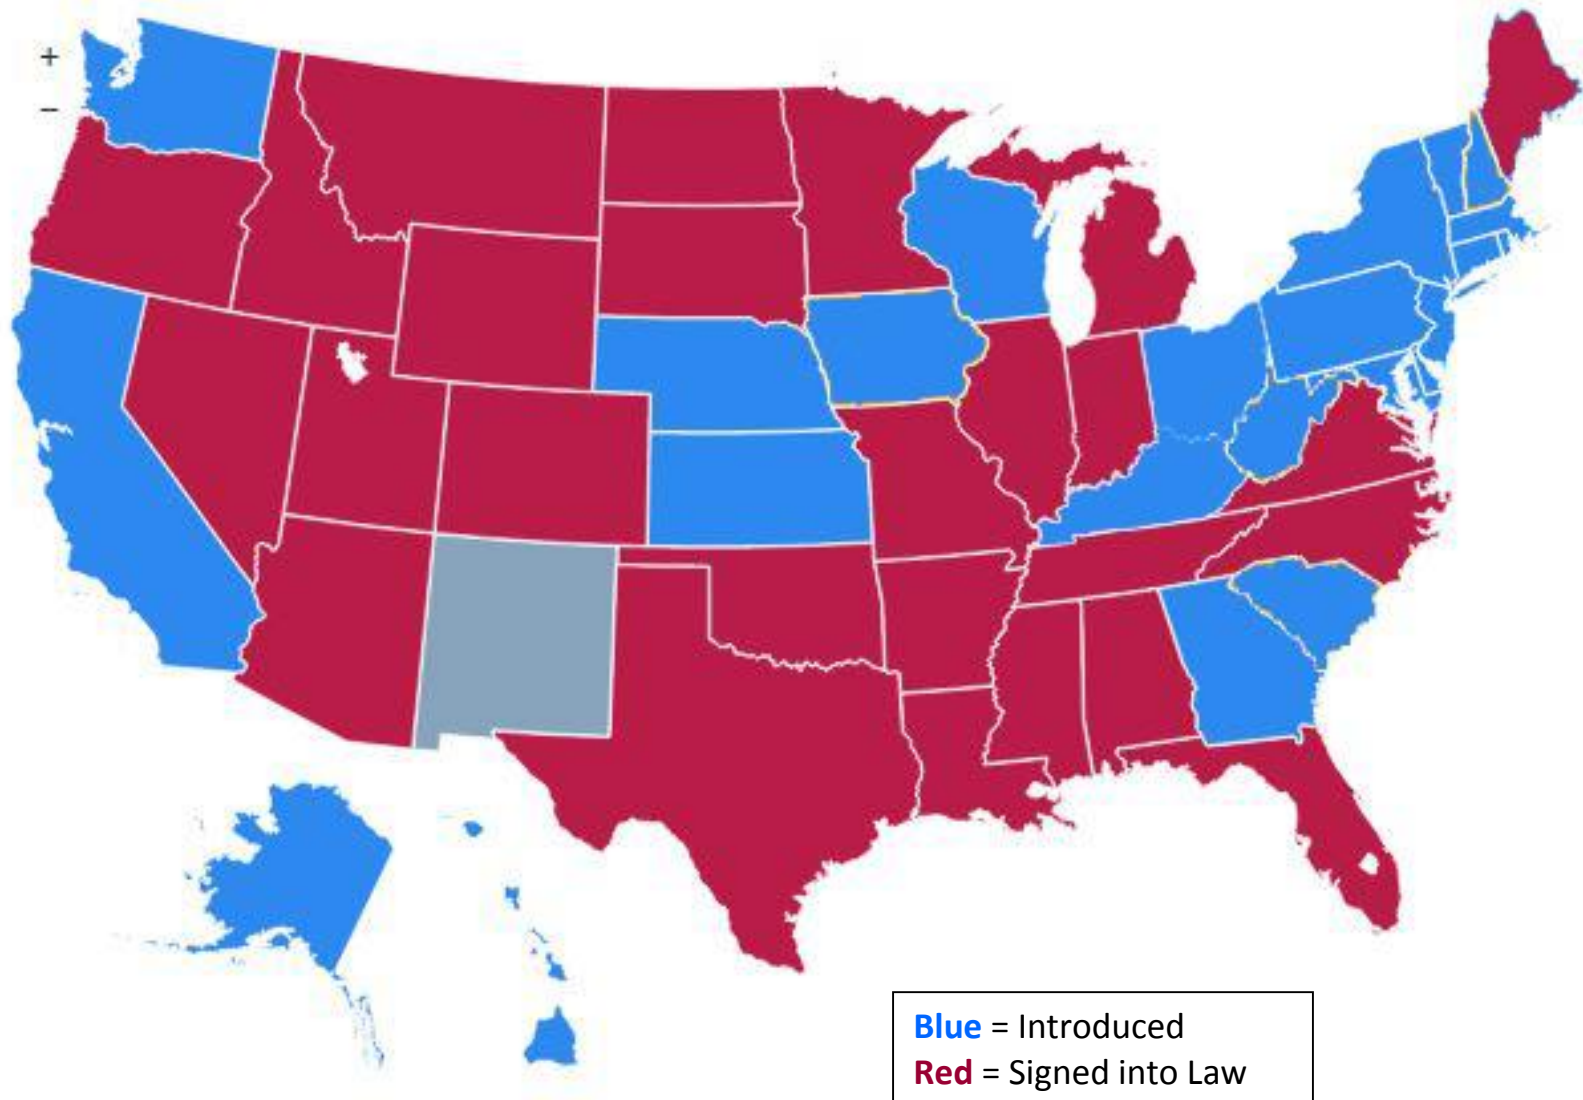 +
–
Blue = Introduced
Red = Signed into Law